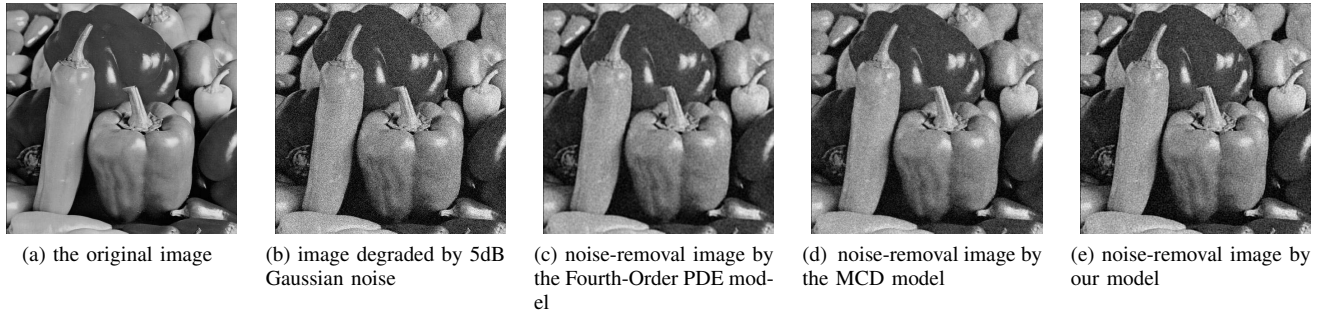 (a) the original image
(b) image degraded by 5dB
Gaussian noise
(c) noise-removal image by
the Fourth-Order PDE mod-
el
(d) noise-removal image by
the MCD model
(e) noise-removal image by
our model